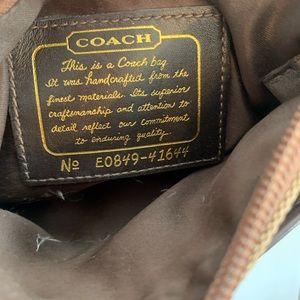 COACH
This is a Coach bag.
It was handcrafted from the
finest materials. Its superior
craftsmanship and attention to
detail reflect our commitment
to enduring quality.
No E0849-41644